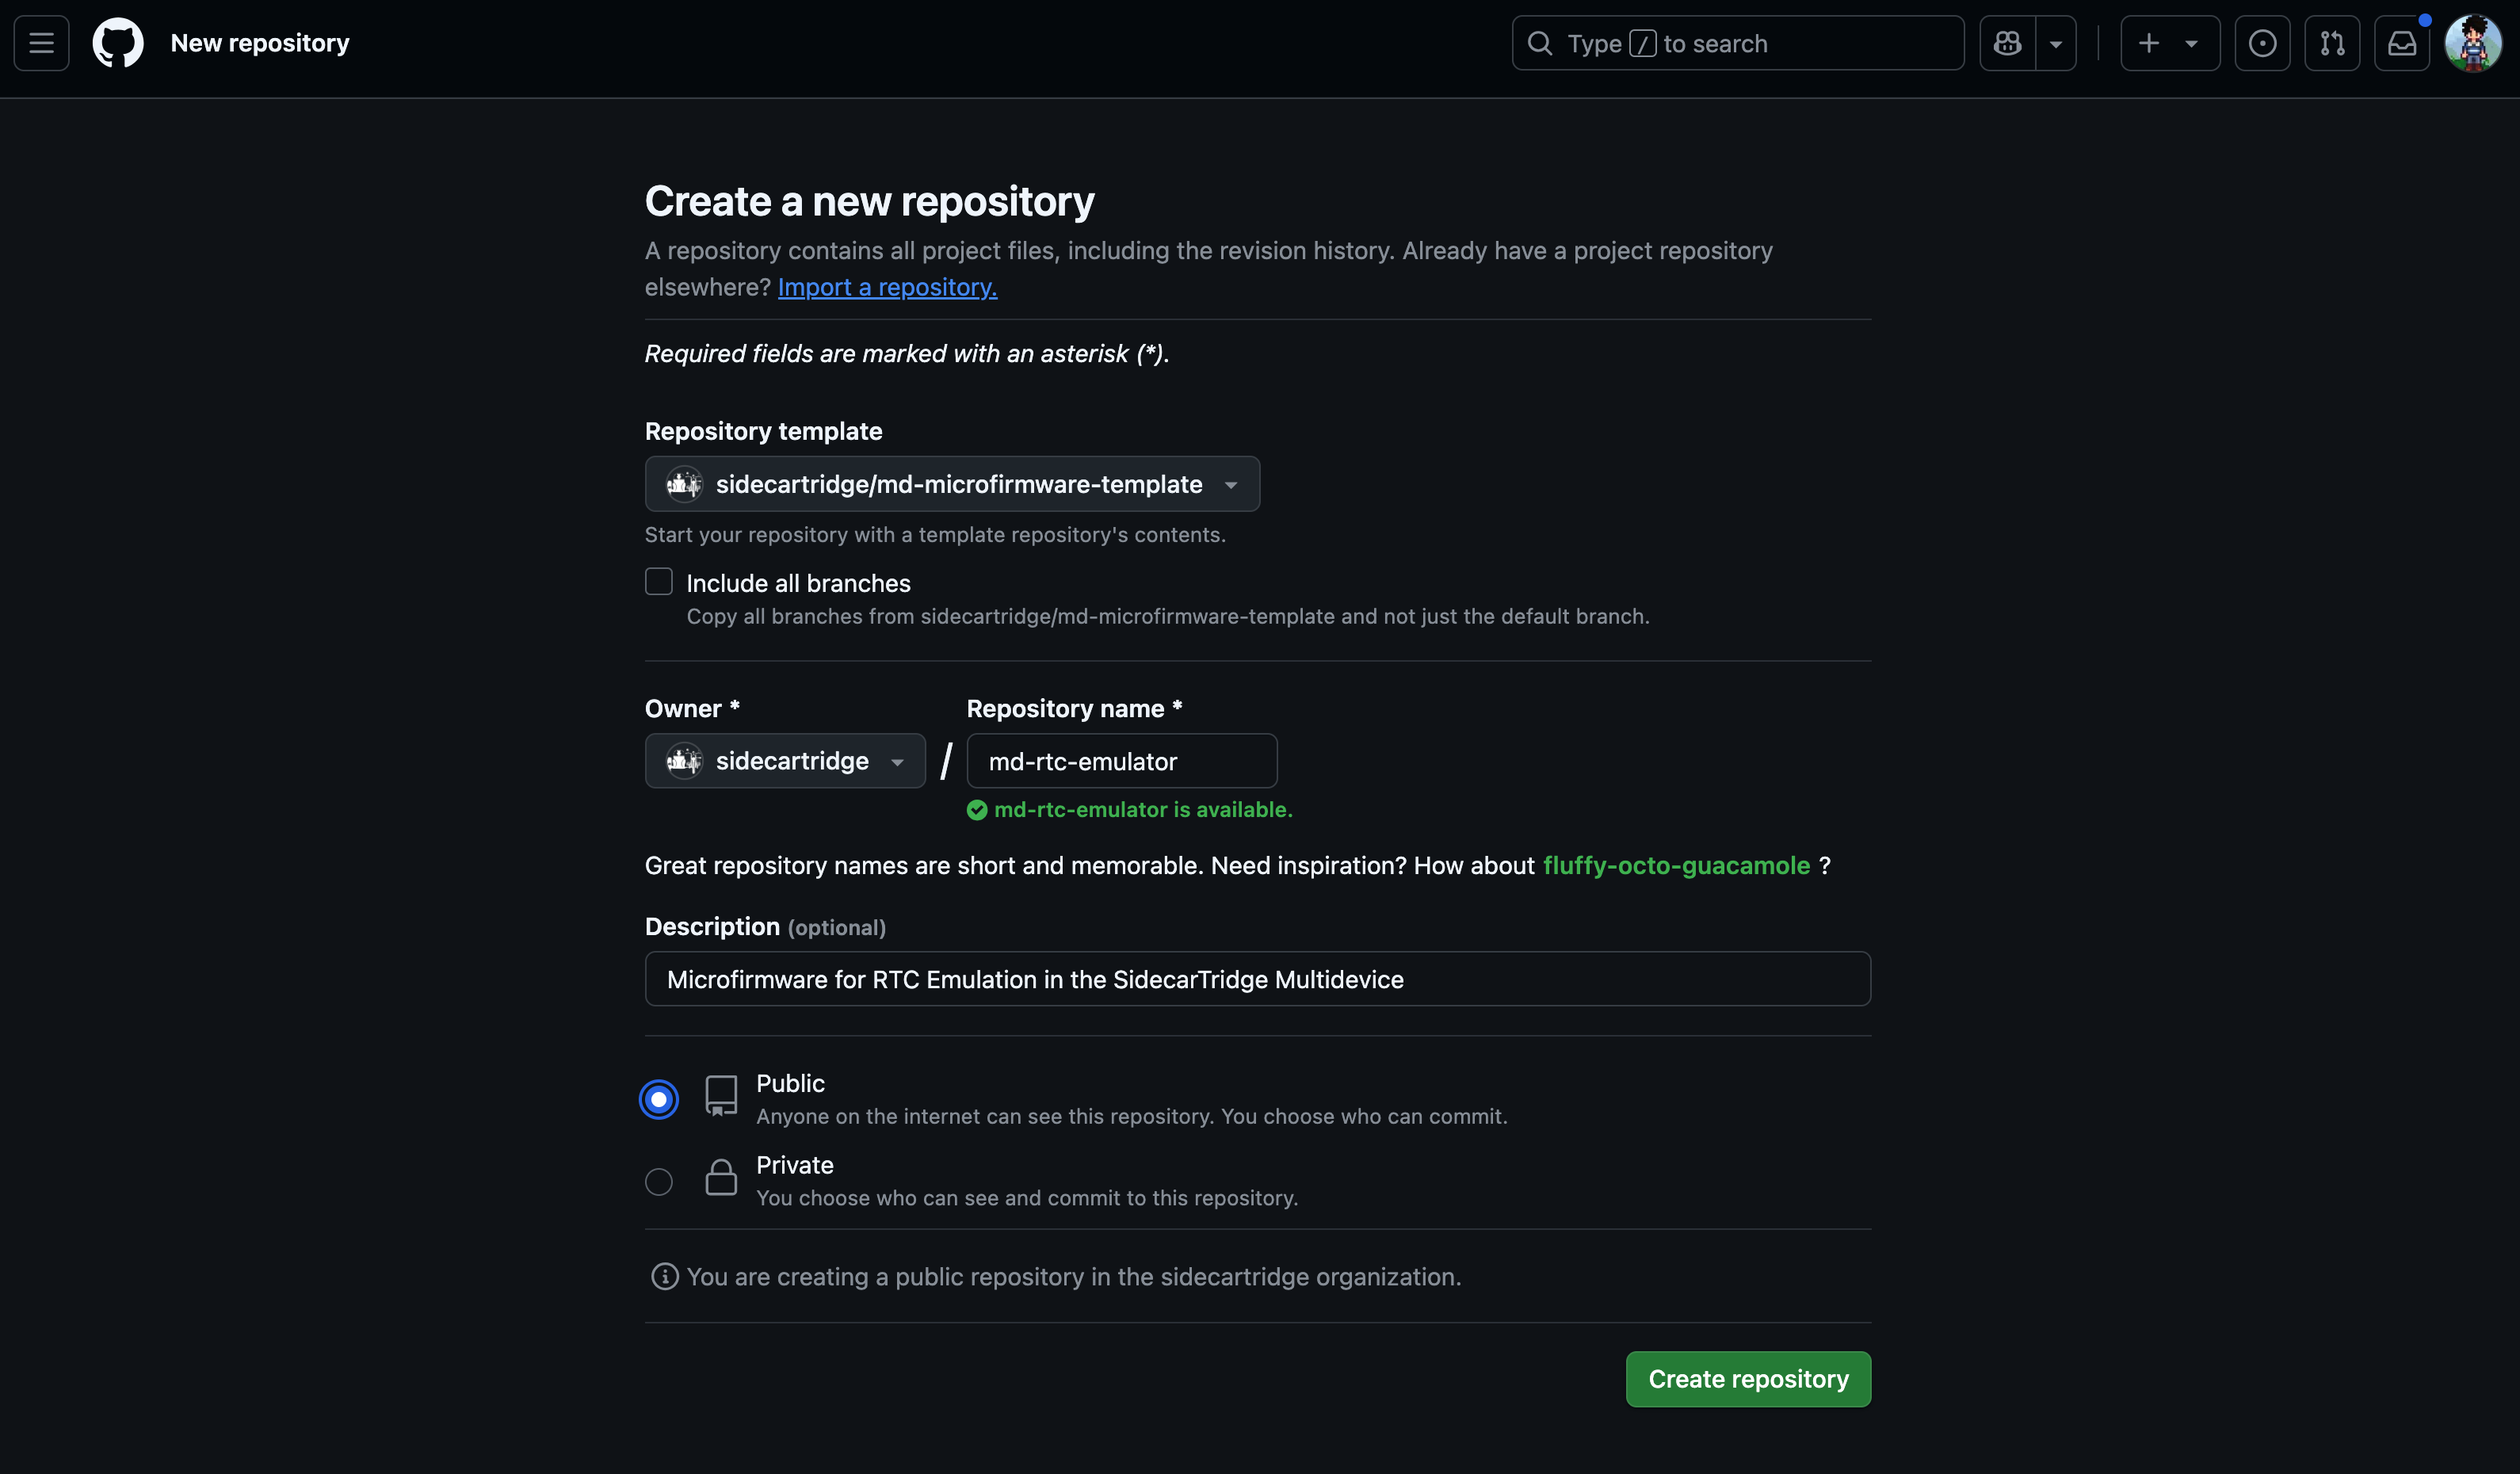 New repository
Type / to search
Create a new repository
A repository contains all project files, including the revision history. Already have a project repository
elsewhere? Import a repository.
Required fields are marked with an asterisk (*).
Repository template
sidecartridge/md-microfirmware-template
Start your repository with a template repository's contents.
Include all branches
Copy all branches from sidecartridge/md-microfirmware-template and not just the default branch.
Owner * Repository name *
sidecartridge / md-rtc-emulator
md-rtc-emulator is available.
Great repository names are short and memorable. Need inspiration? How about fluffy-octo-guacamole ?
Description (optional)
Microfirmware for RTC Emulation in the SidecarTridge Multidevice
Public
Anyone on the internet can see this repository. You choose who can commit.
Private
You choose who can see and commit to this repository.
You are creating a public repository in the sidecartridge organization.
Create repository